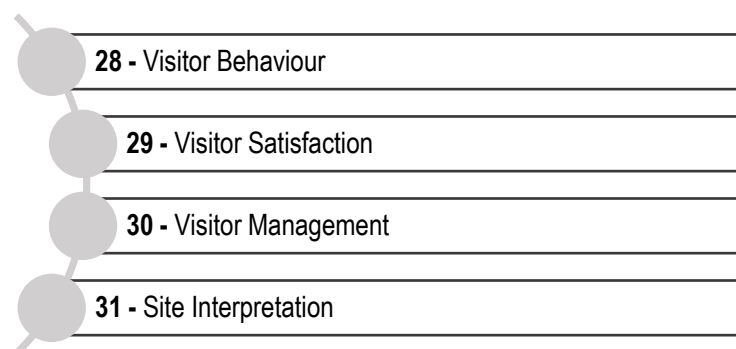 28 - Visitor Behaviour
29 - Visitor Satisfaction
30 - Visitor Management
31 - Site Interpretation